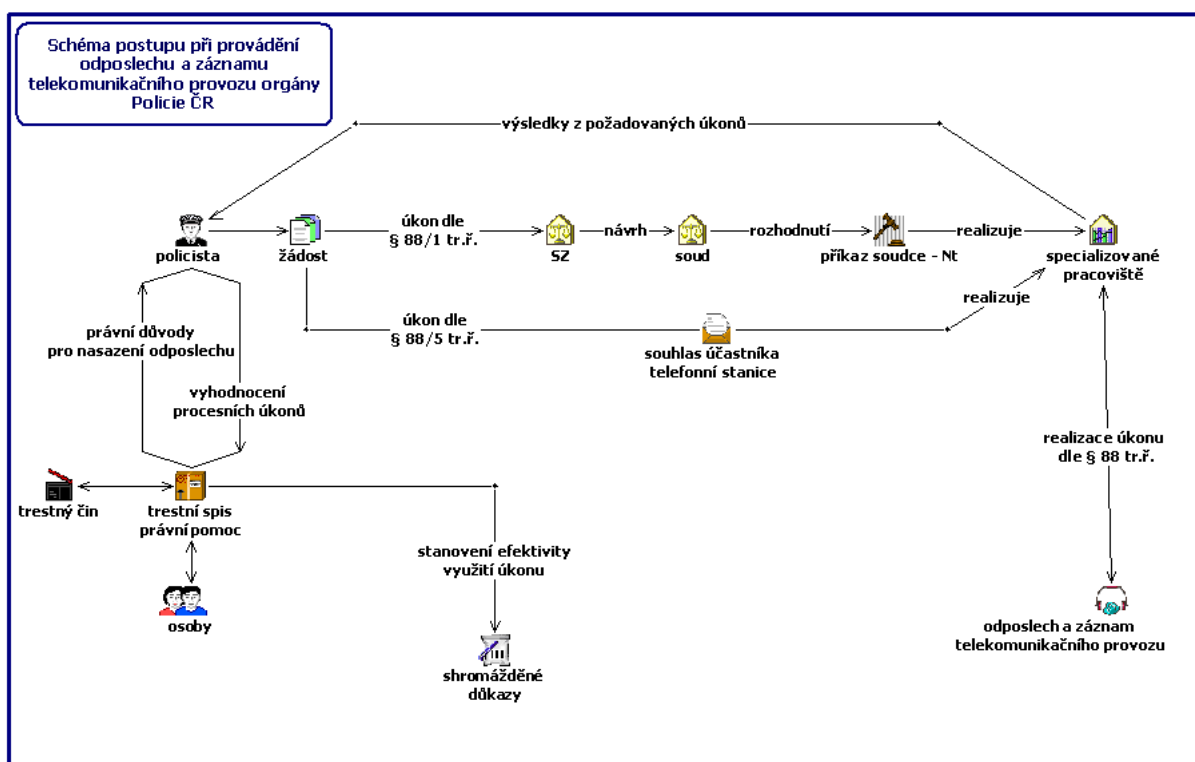 Schéma postupu při provádění
odposlechu a záznamu
telekomunikačního provozu orgány
Policie ČR
výsledky z požadovaných úkonů
policista
žádost
úkon dle
§ 88/1 tr.ř.
SZ
návrh
soud
rozhodnutí
příkaz soudce - Nt
realizuje
specializované
pracoviště
realizuje
úkon dle
§ 88/5 tr.ř.
souhlas účastníka
telefonní stanice
právní důvody
pro nasazení odposlechu
vyhodnocení
procesních úkonů
realizace úkonu
dle § 88 tr.ř.
trestný čin
trestní spis
právní pomoc
stanovení efektivity
využití úkonu
osoby
odposlech a záznam
telekomunikačního provozu
shromážděné
důkazy